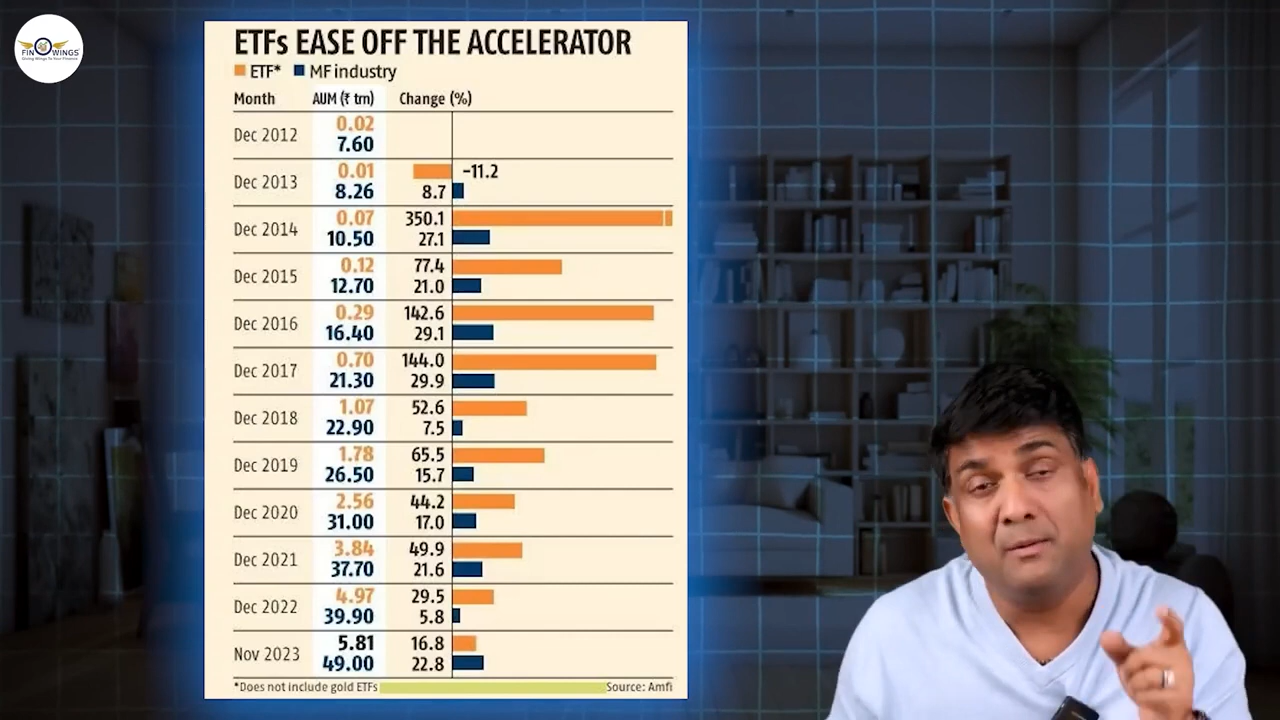 FINOWINGS
Giving Wings To Your Finance
ETFs EASE OFF THE ACCELERATOR
ETF* MF industry
Month AUM (₹ trn) Change (%)
Dec 2012 0.02
7.60
Dec 2013 0.01 −11.2
8.26 8.7
Dec 2014 0.07 350.1
10.50 27.1
Dec 2015 0.12 77.4
12.70 21.0
Dec 2016 0.29 142.6
16.40 29.1
Dec 2017 0.70 144.0
21.30 29.9
Dec 2018 1.07 52.6
22.90 7.5
Dec 2019 1.78 65.5
26.50 15.7
Dec 2020 2.56 44.2
31.00 17.0
Dec 2021 3.84 49.9
37.70 21.6
Dec 2022 4.97 29.5
39.90 5.8
Nov 2023 5.81 16.8
49.00 22.8
*Does not include gold ETFs Source: Amfi